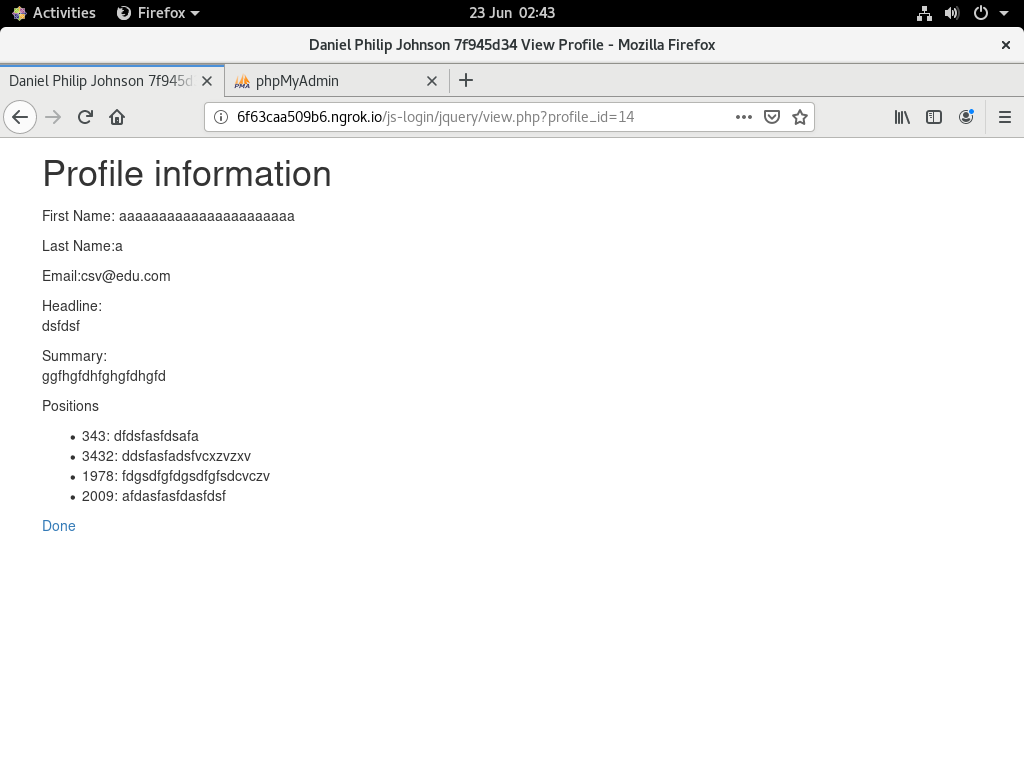 Activities Firefox 23 Jun 02:43
Daniel Philip Johnson 7f945d34 View Profile - Mozilla Firefox
Daniel Philip Johnson 7f945d phpMyAdmin
6f63caa509b6.ngrok.io/js-login/jquery/view.php?profile_id=14
Profile information
First Name: aaaaaaaaaaaaaaaaaaaaaa
Last Name:a
Email:csv@edu.com
Headline:
dsfdsf
Summary:
ggfhgfdhfghgfdhgfd
Positions
• 343: dfdsfasfdsafa
• 3432: ddsfasfadsfvcxzvzxv
• 1978: fdgsdfgfdgsdfgfsdcvczv
• 2009: afdasfasfdasfdsf
Done